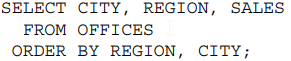 SELECT CITY, REGION, SALES
FROM OFFICES
ORDER BY REGION, CITY;